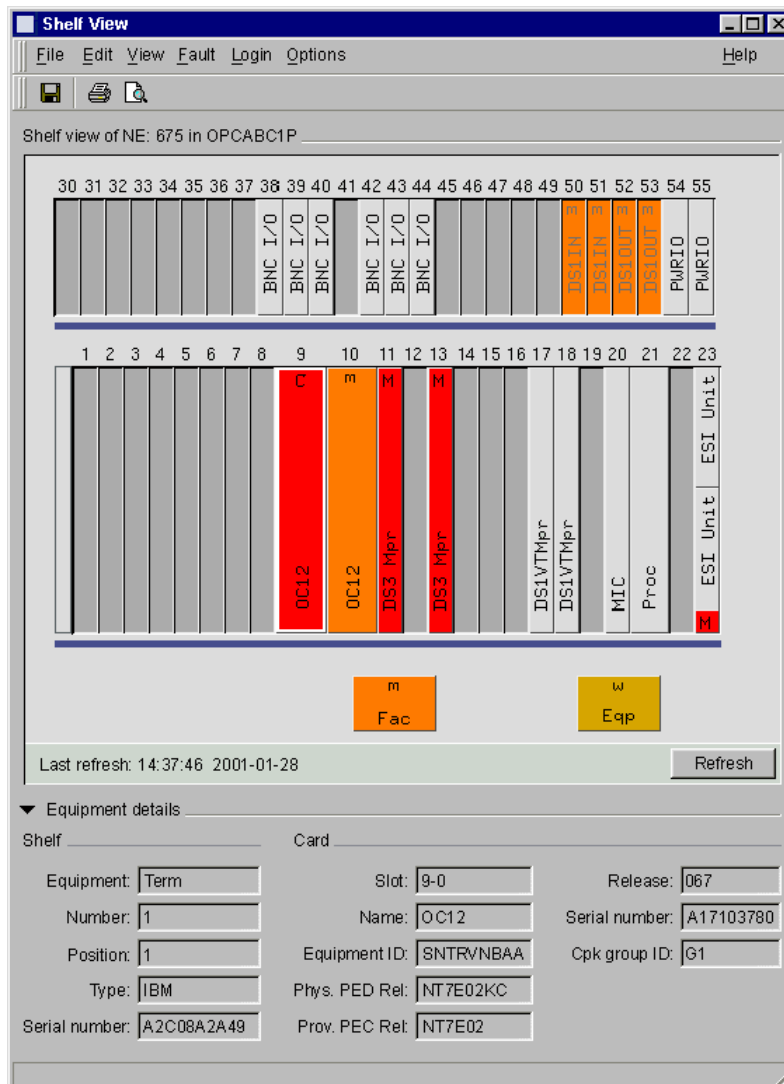 Shelf View
File Edit View Fault Login Options Help
Shelf view of NE: 675 in OPCABC1P
30 31 32 33 34 35 36 37 38 39 40 41 42 43 44 45 46 47 48 49 50 51 52 53 54 55
m m m m
BNC I/O BNC I/O BNC I/O BNC I/O BNC I/O BNC I/O DS1IN DS1IN DS1OUT DS1OUT PWRIO PWRIO
1 2 3 4 5 6 7 8 9 10 11 12 13 14 15 16 17 18 19 20 21 22 23
C m M M
OC12 OC12 DS3 Mpr DS3 Mpr DS1VTMpr DS1VTMpr MIC Proc ESI Unit ESI Unit
M
m w
Fac Eqp
Last refresh: 14:37:46 2001-01-28 Refresh
Equipment details
Shelf Card
Equipment: Term Slot: 9-0 Release: 067
Number: 1 Name: OC12 Serial number: A17103780
Position: 1 Equipment ID: SNTRVNBAA Cpk group ID: G1
Type: IBM Phys. PED Rel: NT7E02KC
Serial number: A2C08A2A49 Prov. PEC Rel: NT7E02